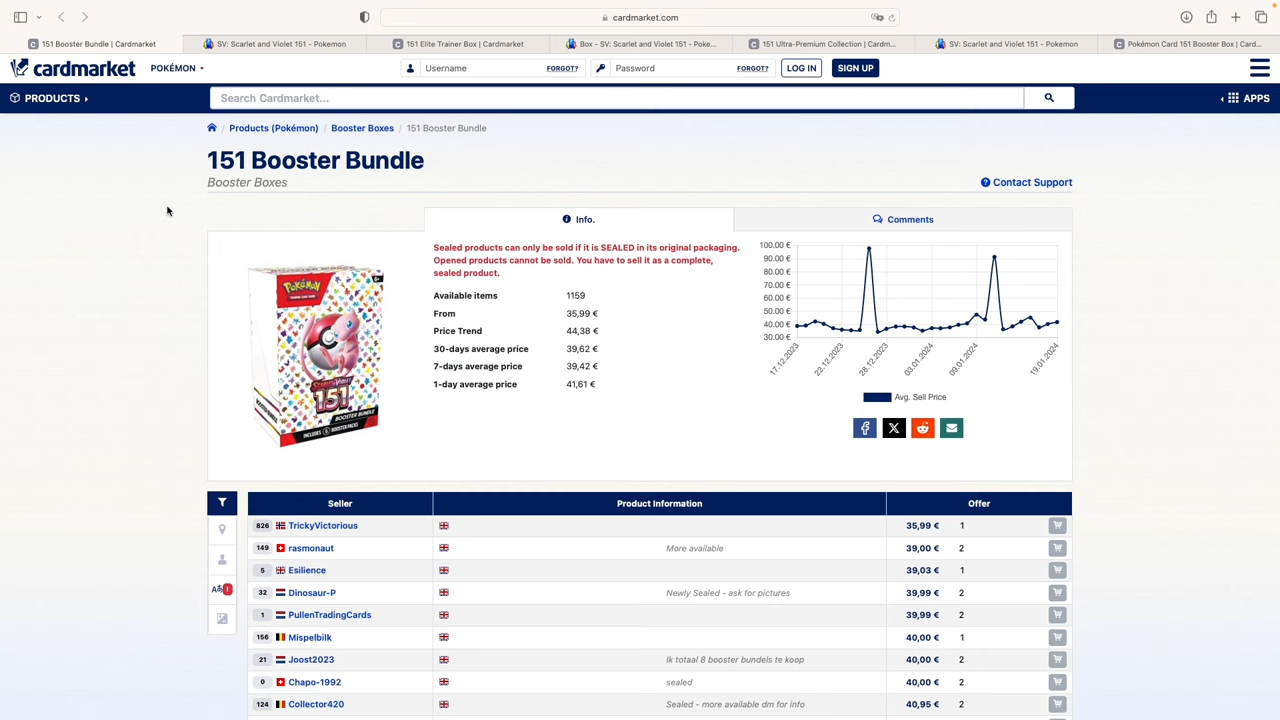 cardmarket.com
151 Booster Bundle | Cardmarket
SV: Scarlet and Violet 151 - Pokemon
151 Elite Trainer Box | Cardmarket
Box - SV: Scarlet and Violet 151 - Poke...
151 Ultra-Premium Collection | Cardm...
SV: Scarlet and Violet 151 - Pokemon
Pokémon Card 151 Booster Box | Card...
cardmarket
POKÉMON
Username
FORGOT?
Password
FORGOT?
LOG IN
SIGN UP
PRODUCTS
Search Cardmarket...
APPS
Products (Pokémon) / Booster Boxes / 151 Booster Bundle
151 Booster Bundle
Booster Boxes
Contact Support
Info.
Comments
Sealed products can only be sold if it is SEALED in its original packaging.
Opened products cannot be sold. You have to sell it as a complete,
sealed product.
Available items 1159
From 35,99 €
Price Trend 44,38 €
30-days average price 39,62 €
7-days average price 39,42 €
1-day average price 41,61 €
100.00 €
90.00 €
80.00 €
70.00 €
60.00 €
50.00 €
40.00 €
30.00 €
17.12.2023
22.12.2023
28.12.2023
03.01.2024
09.01.2024
19.01.2024
Avg. Sell Price
POKéMON
SCARLET & VIOLET
151
BOOSTER BUNDLE
INCLUDES 6 BOOSTER PACKS
Seller Product Information Offer
826 TrickyVictorious 35,99 € 1
149 rasmonaut More available 39,00 € 2
5 Esilience 39,03 € 1
32 Dinosaur-P Newly Sealed - ask for pictures 39,99 € 2
1 PullenTradingCards 39,99 € 2
156 Mispelbilk 40,00 € 1
21 Joost2023 Ik totaal 8 booster bundels te koop 40,00 € 2
0 Chapo-1992 sealed 40,00 € 2
124 Collector420 Sealed - more available dm for info 40,95 € 2